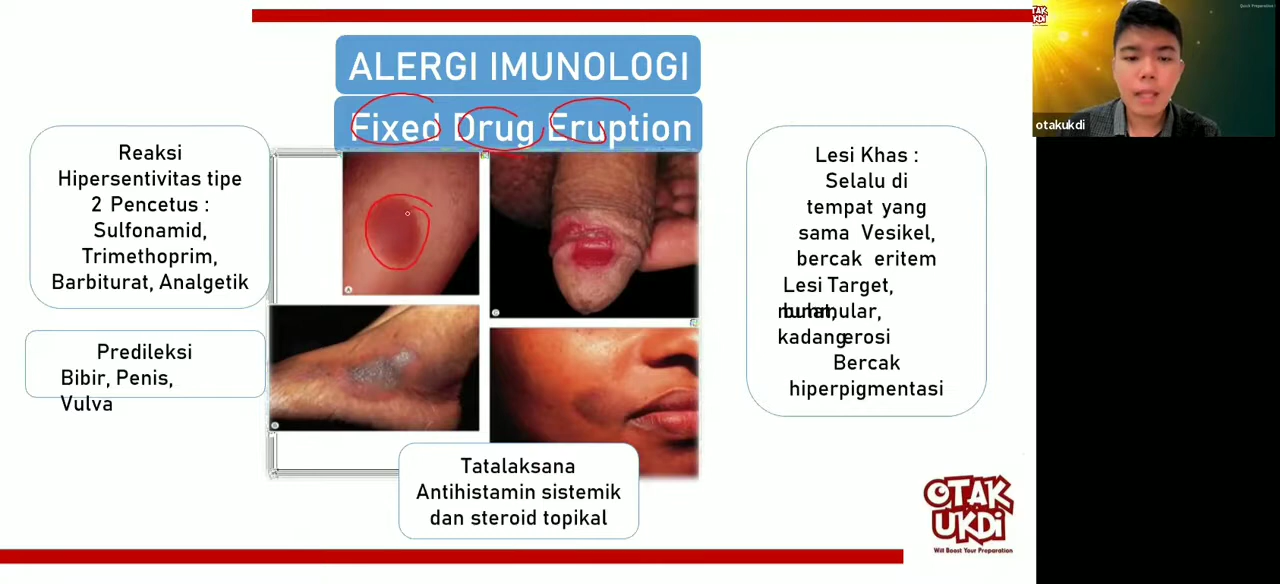 ALERGI IMUNOLOGI
Fixed Drug Eruption
Reaksi
Hipersentivitas tipe
2 Pencetus :
Sulfonamid,
Trimethoprim,
Barbiturat, Analgetik
Predileksi
Bibir, Penis,
Vulva
Lesi Khas :
Selalu di
tempat yang
sama Vesikel,
bercak eritem
Lesi Target,
bulat,
numular,
kadang erosi
Bercak
hiperpigmentasi
Tatalaksana
Antihistamin sistemik
dan steroid topikal
OTAK
UKDi
Will Boost Your Preparation
OTAK
UKDi
otakukdi
A
B
C